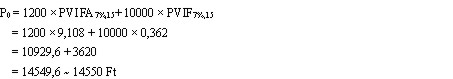 P₀ = 1200 × PVIFA₇%,₁₅+10000 × PVIF₇%,₁₅
= 1200 × 9,108 + 10000 × 0,362
= 10929,6 + 3620
= 14549,6 ~ 14550 Ft